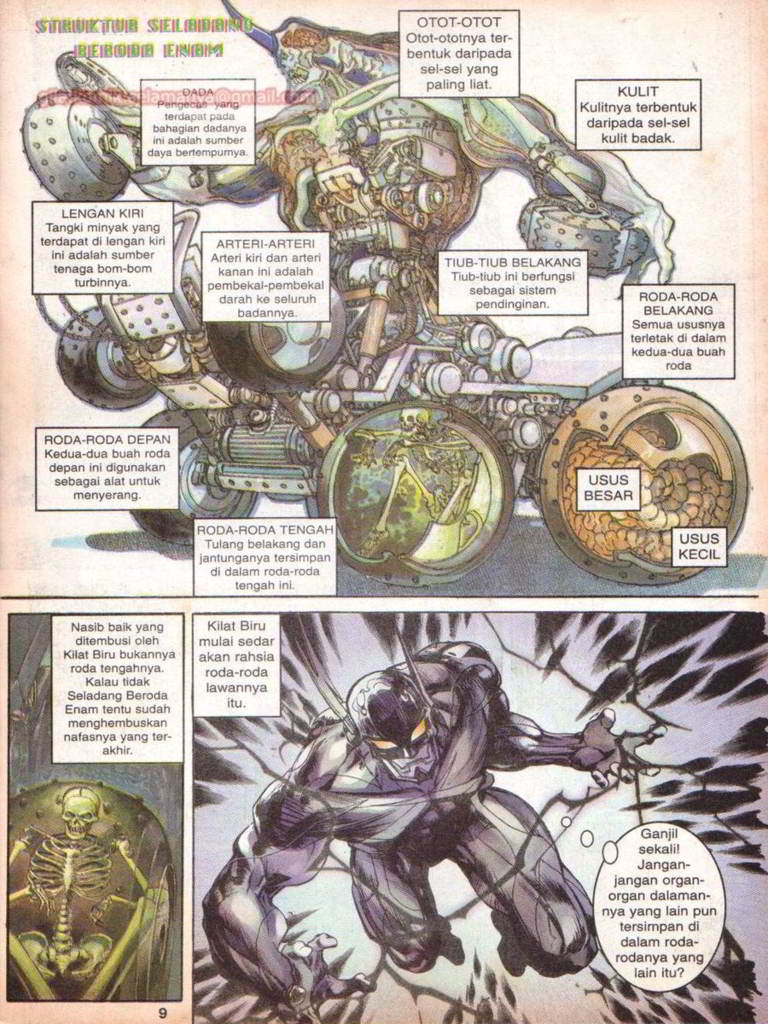 STRUKTUR SELADANG
BERODA ENAM
OTOT-OTOT
Otot-ototnya ter-
bentuk daripada
sel-sel yang
paling liat.
DADA
Pengecas yang
terdapat pada
bahagian dadanya
ini adalah sumber
daya bertempurnya.
KULIT
Kulitnya terbentuk
daripada sel-sel
kulit badak.
LENGAN KIRI
Tangki minyak yang
terdapat di lengan kiri
ini adalah sumber
tenaga bom-bom
turbinnya.
ARTERI-ARTERI
Arteri kiri dan arteri
kanan ini adalah
pembekal-pembekal
darah ke seluruh
badannya.
TIUB-TIUB BELAKANG
Tiub-tiub ini berfungsi
sebagai sistem
pendinginan.
RODA-RODA
BELAKANG
Semua ususnya
terletak di dalam
kedua-dua buah
roda
RODA-RODA DEPAN
Kedua-dua buah roda
depan ini digunakan
sebagai alat untuk
menyerang.
RODA-RODA TENGAH
Tulang belakang dan
jantungnya tersimpan
di dalam roda-roda
tengah ini.
USUS
BESAR
USUS
KECIL
Nasib baik yang
ditembusi oleh
Kilat Biru bukannya
roda tengahnya.
Kalau tidak
Seladang Beroda
Enam tentu sudah
menghembuskan
nafasnya yang ter-
akhir.
Kilat Biru
mulai sedar
akan rahsia
roda-roda
lawannya
itu.
Ganjil
sekali!
Jangan-
jangan organ-
organ dalaman-
nya yang lain pun
tersimpan di
dalam roda-
rodanya yang
lain itu?
9